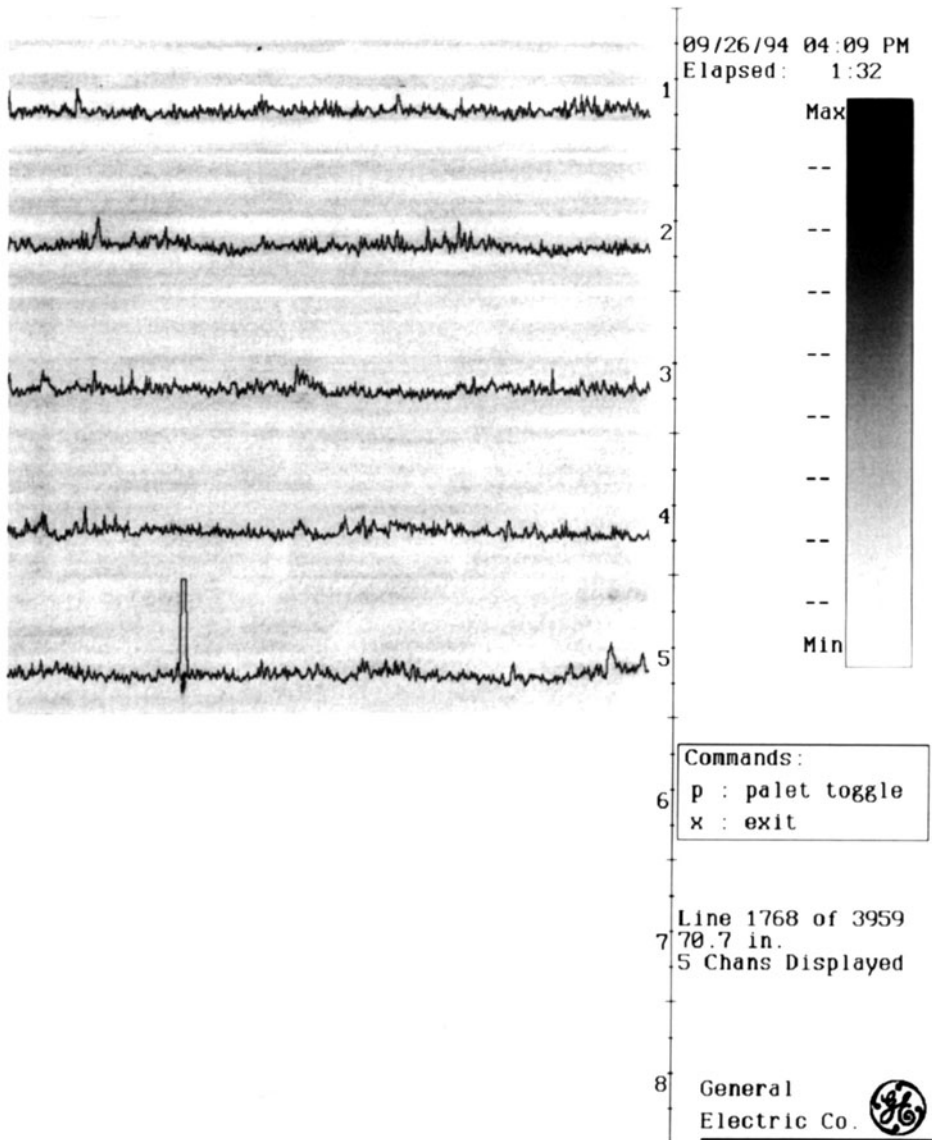 09/26/94 04:09 PM
Elapsed: 1:32
1
Max
--
--
2
--
--
3
--
--
4
--
--
Min
5
Commands:
p : palet toggle
6
x : exit
Line 1768 of 3959
7
70.7 in.
5 Chans Displayed
8
General
Electric Co.
GE